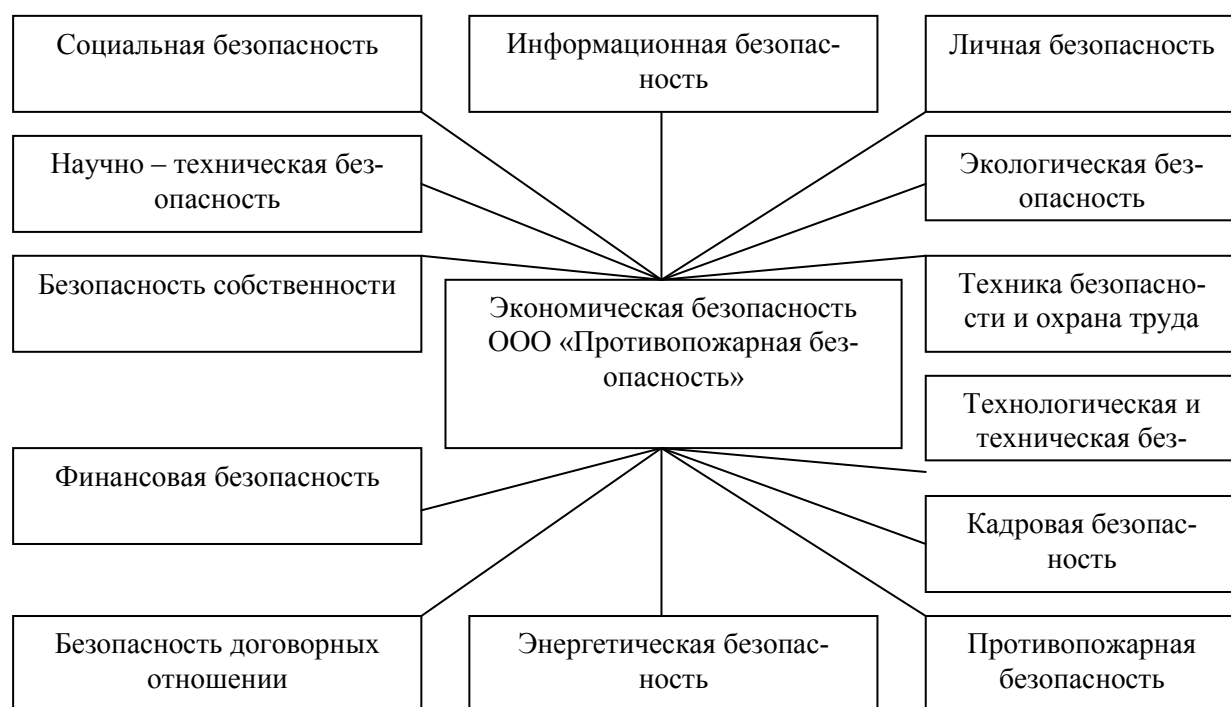 Социальная безопасность
Информационная безопас-
ность
Личная безопасность
Научно – техническая без-
опасность
Экологическая без-
опасность
Безопасность собственности
Экономическая безопасность
ООО «Противопожарная без-
опасность»
Техника безопасно-
сти и охрана труда
Технологическая и
техническая без-
Финансовая безопасность
Кадровая безопас-
ность
Безопасность договорных
отношении
Энергетическая безопас-
ность
Противопожарная
безопасность